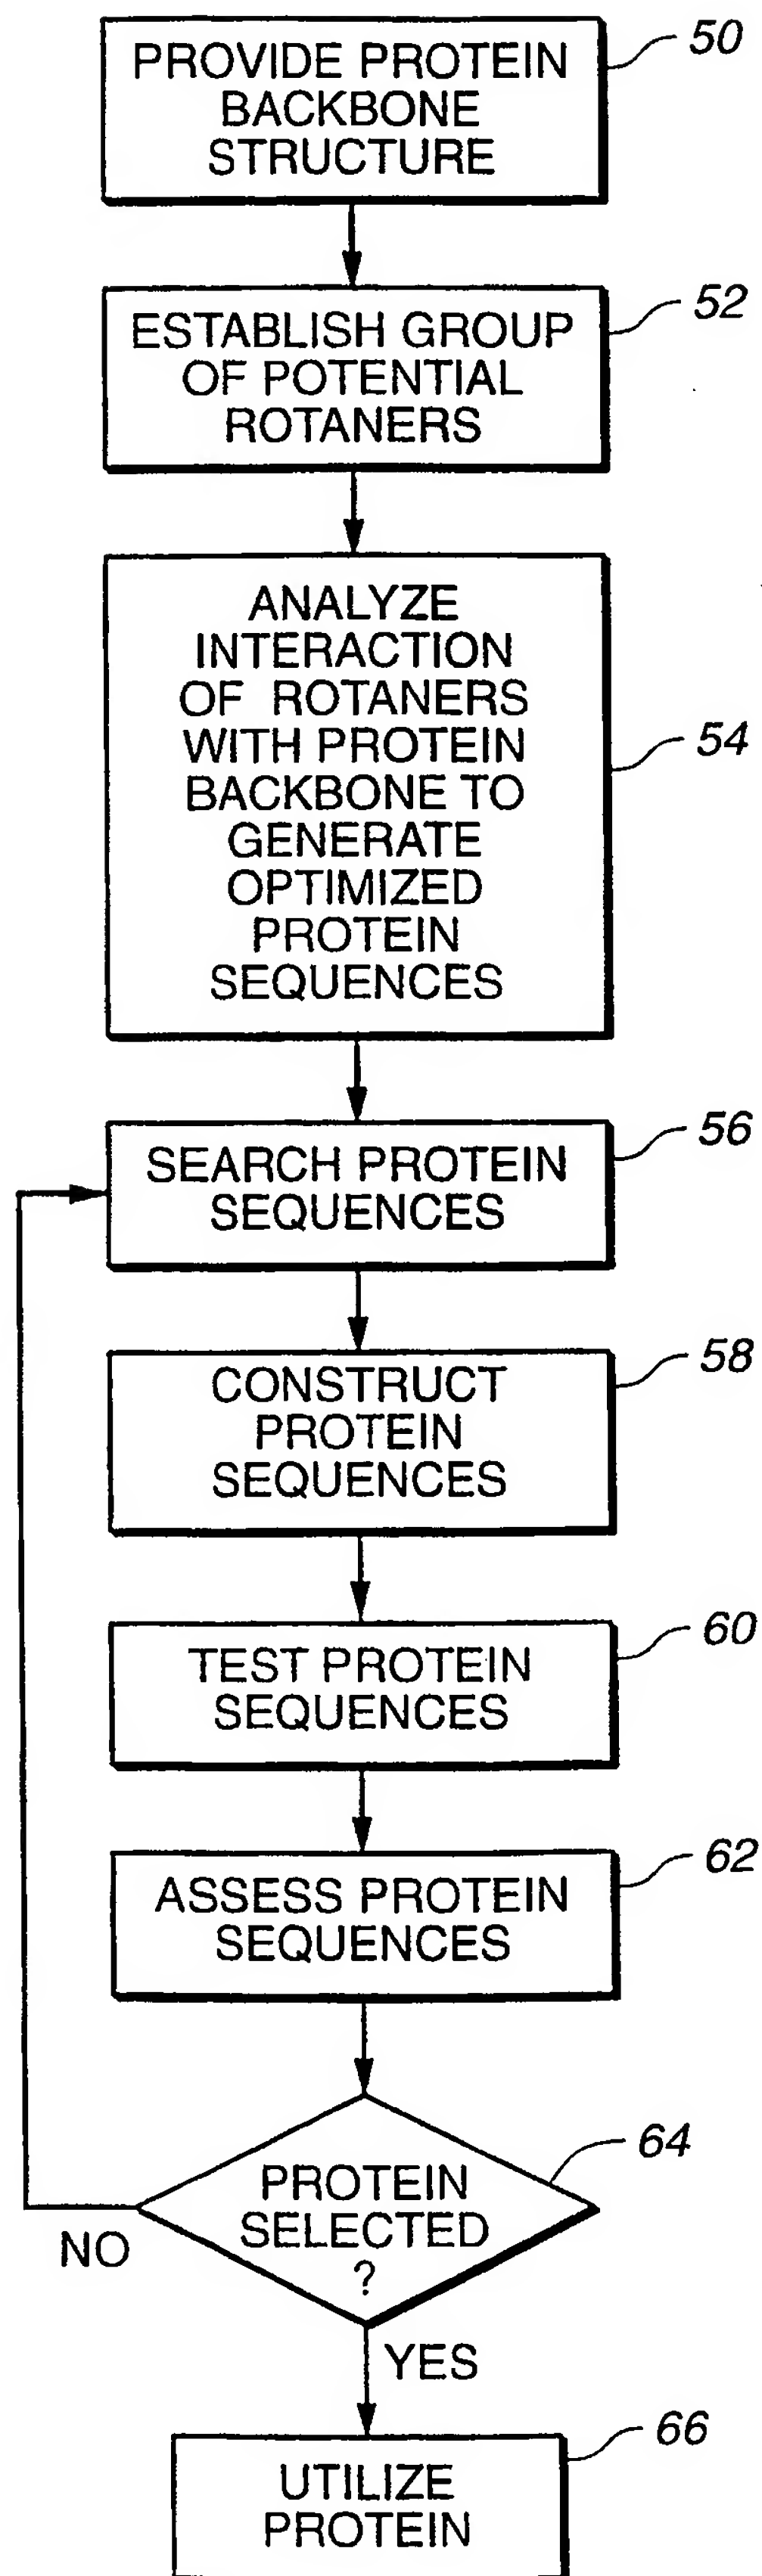 PROVIDE PROTEIN
BACKBONE
STRUCTURE
50
ESTABLISH GROUP
OF POTENTIAL
ROTANERS
52
ANALYZE
INTERACTION
OF ROTANERS
WITH PROTEIN
BACKBONE TO
GENERATE
OPTIMIZED
PROTEIN
SEQUENCES
54
SEARCH PROTEIN
SEQUENCES
56
CONSTRUCT
PROTEIN
SEQUENCES
58
TEST PROTEIN
SEQUENCES
60
ASSESS PROTEIN
SEQUENCES
62
PROTEIN
SELECTED
?
64
NO
YES
UTILIZE
PROTEIN
66